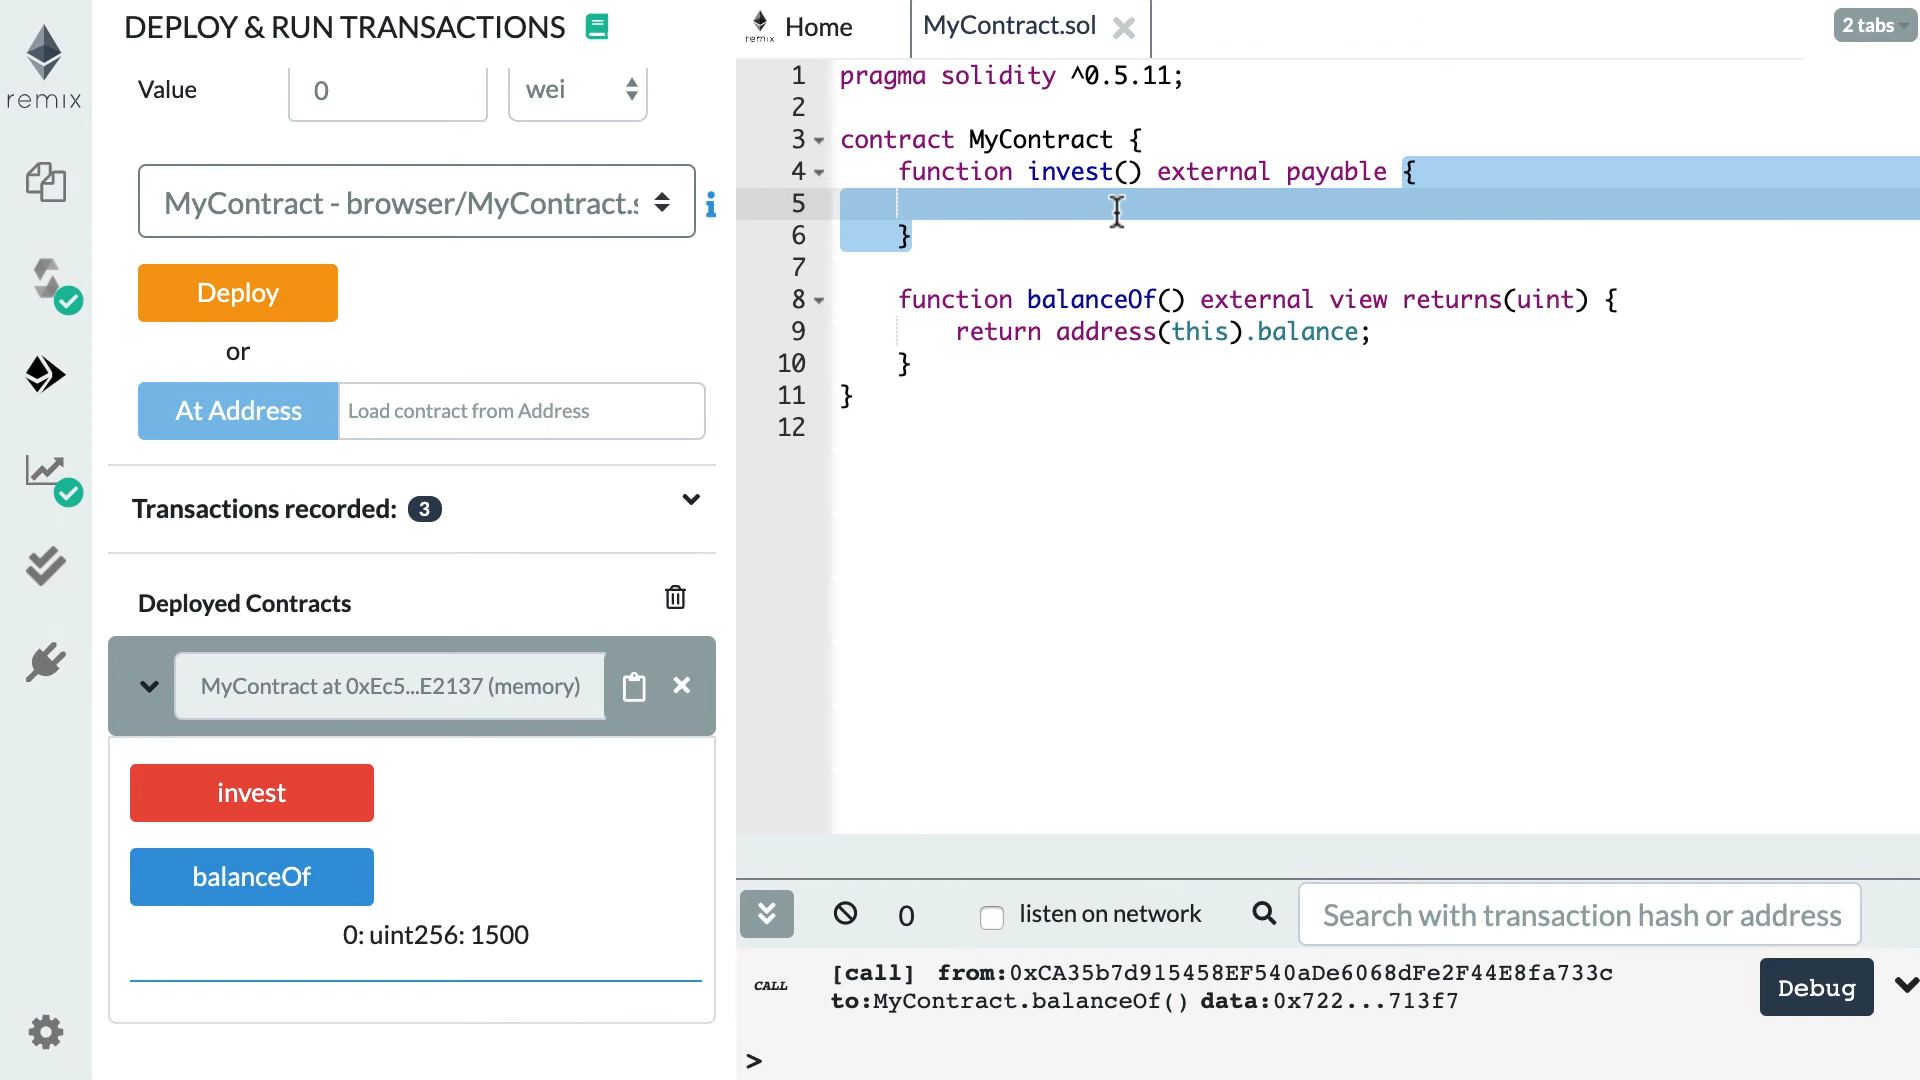 remix
DEPLOY & RUN TRANSACTIONS
Value
0
wei
MyContract - browser/MyContract.s
i
Deploy
or
At Address
Load contract from Address
Transactions recorded: 3
Deployed Contracts
MyContract at 0xEc5...E2137 (memory)
invest
balanceOf
0: uint256: 1500
remix
Home
MyContract.sol
2 tabs
1 pragma solidity ^0.5.11;
2
3 contract MyContract {
4 function invest() external payable {
5
6 }
7
8 function balanceOf() external view returns(uint) {
9 return address(this).balance;
10 }
11 }
12
0
listen on network
Search with transaction hash or address
CALL
[call] from:0xCA35b7d915458EF540aDe6068dFe2F44E8fa733c
to:MyContract.balanceOf() data:0x722...713f7
Debug
>